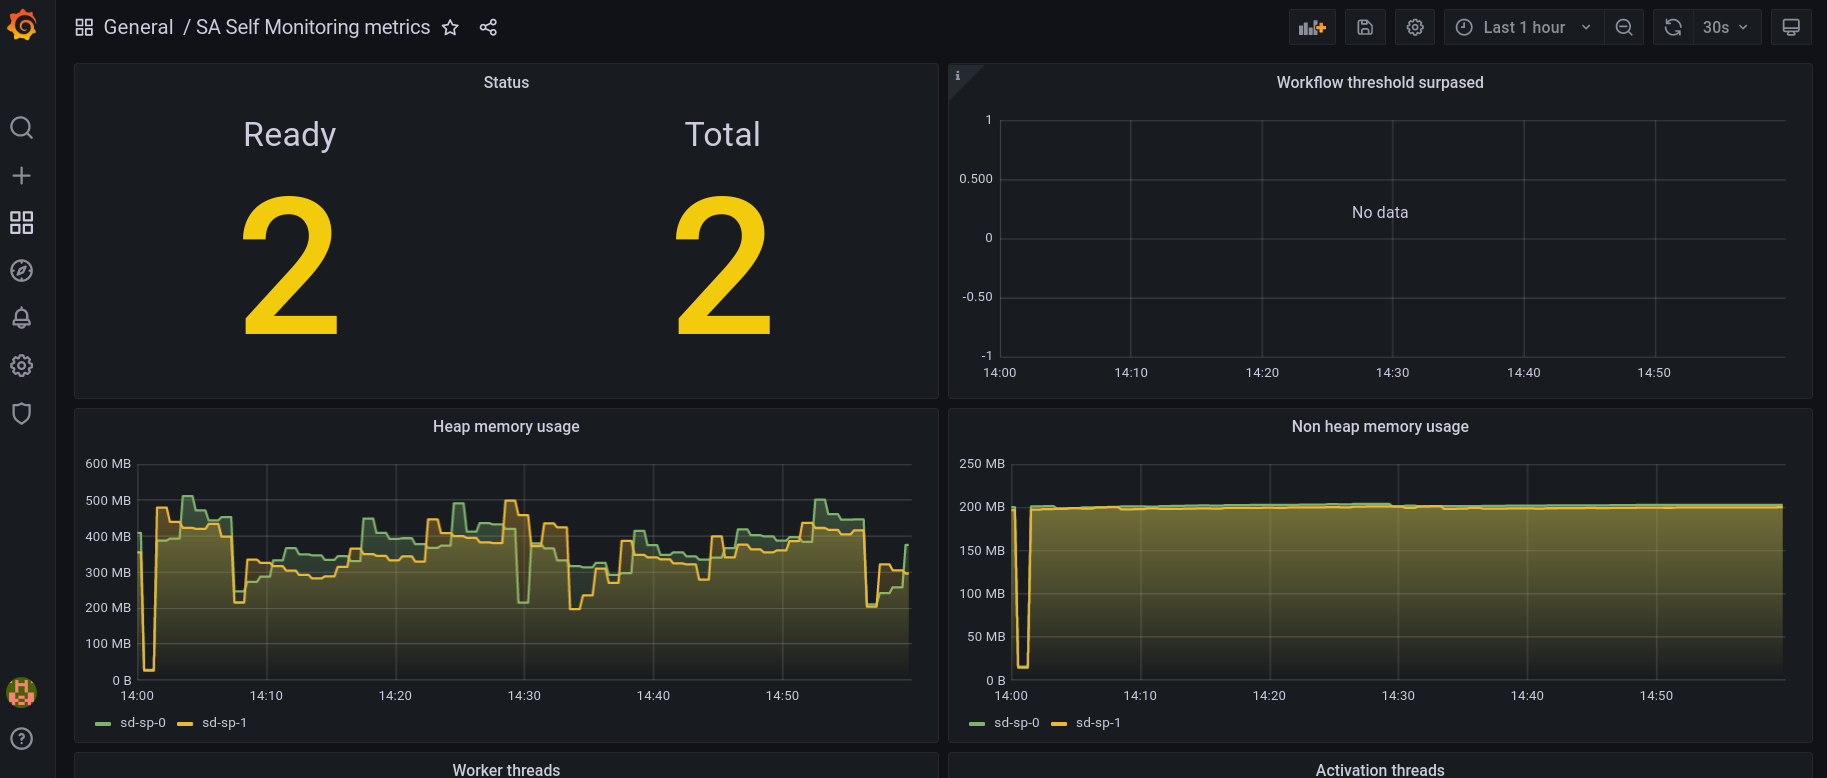 General / SA Self Monitoring metrics
Last 1 hour
30s
Status
Ready
Total
2
2
i
Workflow threshold surpased
1
0.500
0
-0.50
-1
No data
14:00 14:10 14:20 14:30 14:40 14:50
Heap memory usage
600 MB
500 MB
400 MB
300 MB
200 MB
100 MB
0 B
14:00 14:10 14:20 14:30 14:40 14:50
sd-sp-0 sd-sp-1
Non heap memory usage
250 MB
200 MB
150 MB
100 MB
50 MB
0 B
14:00 14:10 14:20 14:30 14:40 14:50
sd-sp-0 sd-sp-1
Worker threads
Activation threads